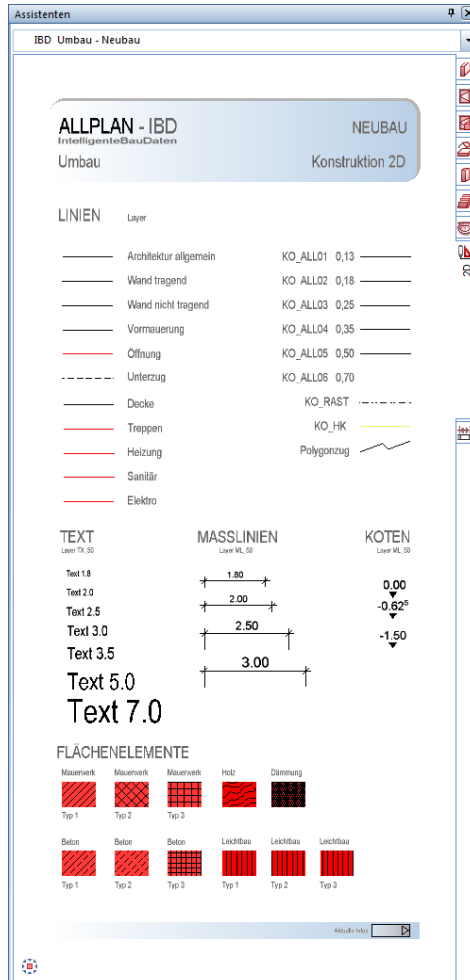 Assistenten
IBD Umbau - Neubau
ALLPLAN - IBD
IntelligenteBauDaten
NEUBAU
Umbau
Konstruktion 2D
LINIEN Layer
Architektur allgemein KO_ALL01 0,13
Wand tragend KO_ALL02 0,18
Wand nicht tragend KO_ALL03 0,25
Vormauerung KO_ALL04 0,35
Öffnung KO_ALL05 0,50
Unterzug KO_ALL06 0,70
Decke KO_RAST
Treppen KO_HK
Heizung Polygonzug
Sanitär
Elektro
TEXT MASSLINIEN KOTEN
Layer TX_50 Layer ML_50 Layer ML_50
Text 1.8 1.80 0.00
Text 2.0 2.00 -0.62⁵
Text 2.5
Text 3.0 2.50 -1.50
Text 3.5 3.00
Text 5.0
Text 7.0
FLÄCHENELEMENTE
Mauerwerk Mauerwerk Mauerwerk Holz Dämmung
Typ 1 Typ 2 Typ 3
Beton Beton Beton Leichtbau Leichtbau Leichtbau
Typ 1 Typ 2 Typ 3 Typ 1 Typ 2 Typ 3
Aktuelle Infos